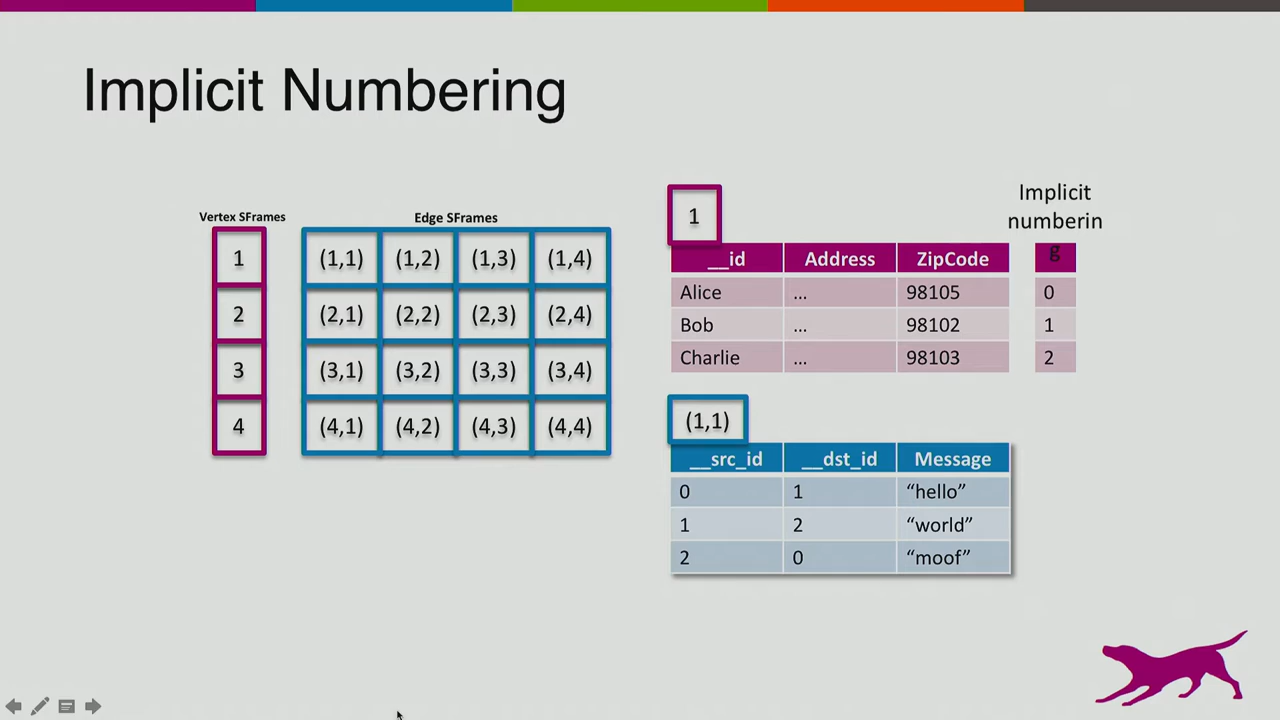 Implicit Numbering
Vertex SFrames
1
2
3
4
Edge SFrames
(1,1) (1,2) (1,3) (1,4)
(2,1) (2,2) (2,3) (2,4)
(3,1) (3,2) (3,3) (3,4)
(4,1) (4,2) (4,3) (4,4)
1
__id Address ZipCode
Alice ... 98105
Bob ... 98102
Charlie ... 98103
Implicit
numberin
g
0
1
2
(1,1)
__src_id __dst_id Message
0 1 “hello”
1 2 “world”
2 0 “moof”